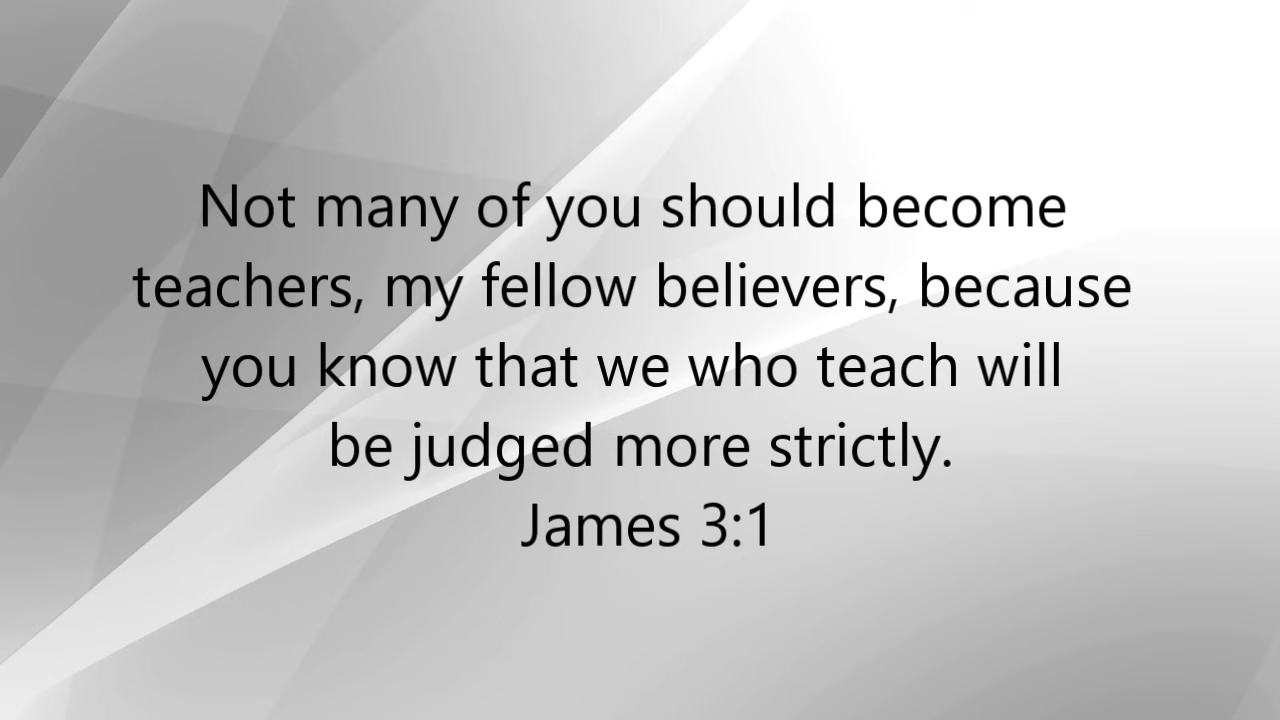 Not many of you should become
teachers, my fellow believers, because
you know that we who teach will
be judged more strictly.
James 3:1